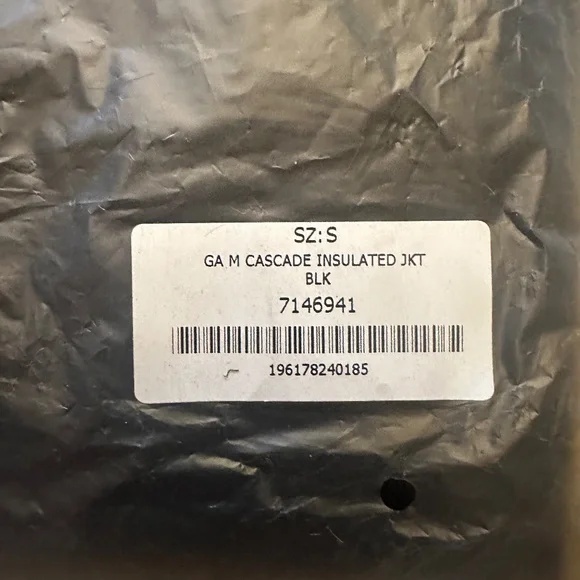 SZ:S
GA M CASCADE INSULATED JKT
BLK
7146941
196178240185